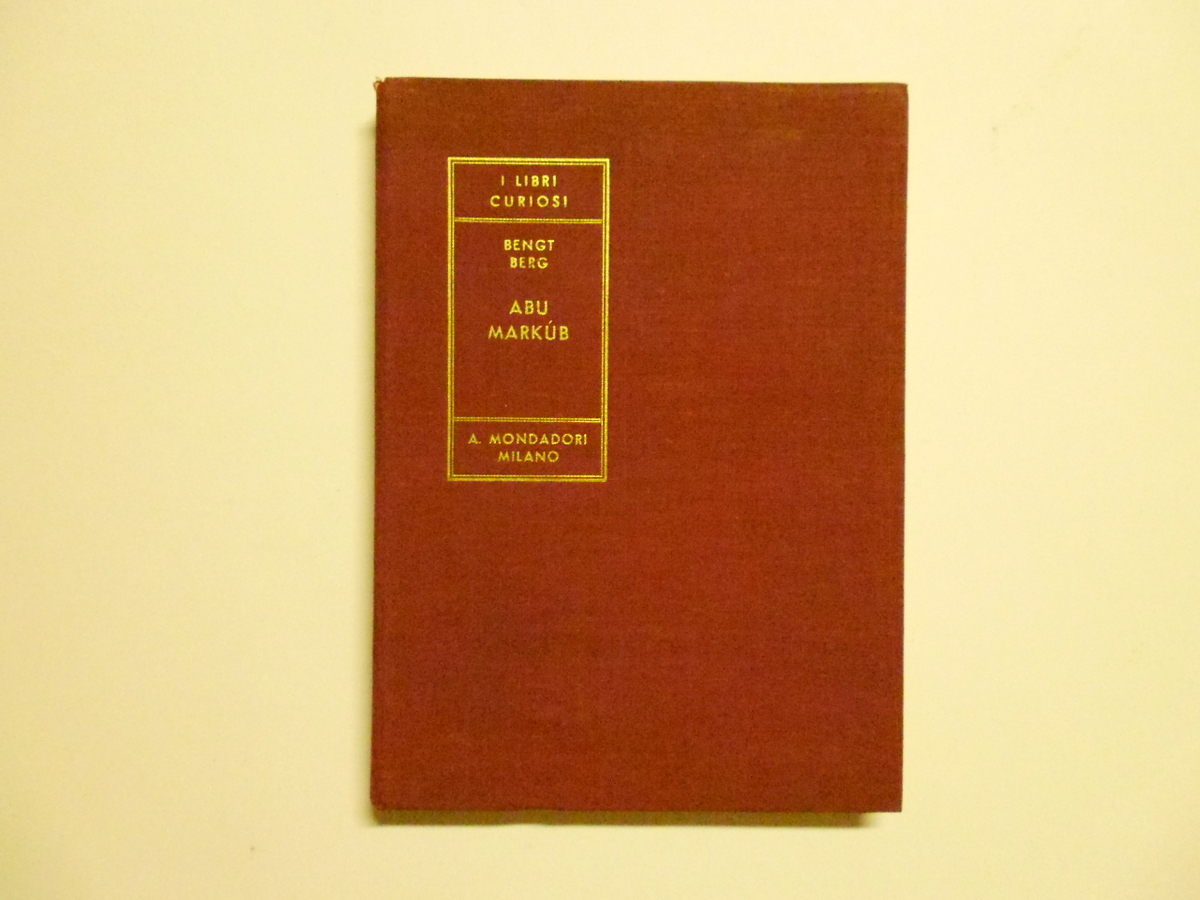 I LIBRI
CURIOSI
BENGT
BERG
ABU
MARKÚB
A. MONDADORI
MILANO